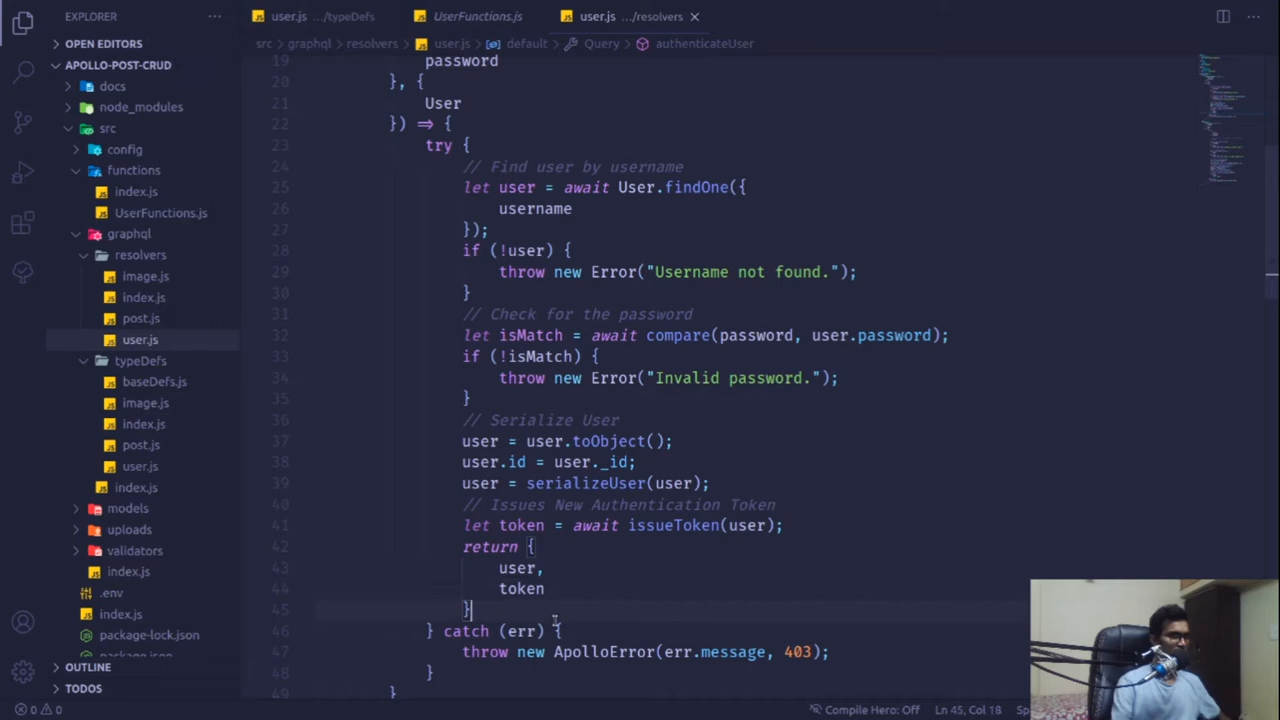 EXPLORER
user.js .../typeDefs
UserFunctions.js
user.js .../resolvers
OPEN EDITORS
src graphql resolvers user.js default Query authenticateUser
APOLLO-POST-CRUD
docs
node_modules
src
config
functions
index.js
UserFunctions.js
graphql
resolvers
image.js
index.js
post.js
user.js
typeDefs
baseDefs.js
image.js
index.js
post.js
user.js
index.js
models
uploads
validators
index.js
.env
index.js
package-lock.json
OUTLINE
TODOS
19 password
20 }, {
21 User
22 }) => {
23 try {
24 // Find user by username
25 let user = await User.findOne({
26 username
27 });
28 if (!user) {
29 throw new Error("Username not found.");
30 }
31 // Check for the password
32 let isMatch = await compare(password, user.password);
33 if (!isMatch) {
34 throw new Error("Invalid password.");
35 }
36 // Serialize User
37 user = user.toObject();
38 user.id = user._id;
39 user = serializeUser(user);
40 // Issues New Authentication Token
41 let token = await issueToken(user);
42 return {
43 user,
44 token
45 }
46 } catch (err) {
47 throw new ApolloError(err.message, 403);
48 }
49 }
0 0
Compile Hero: Off
Ln 45, Col 18